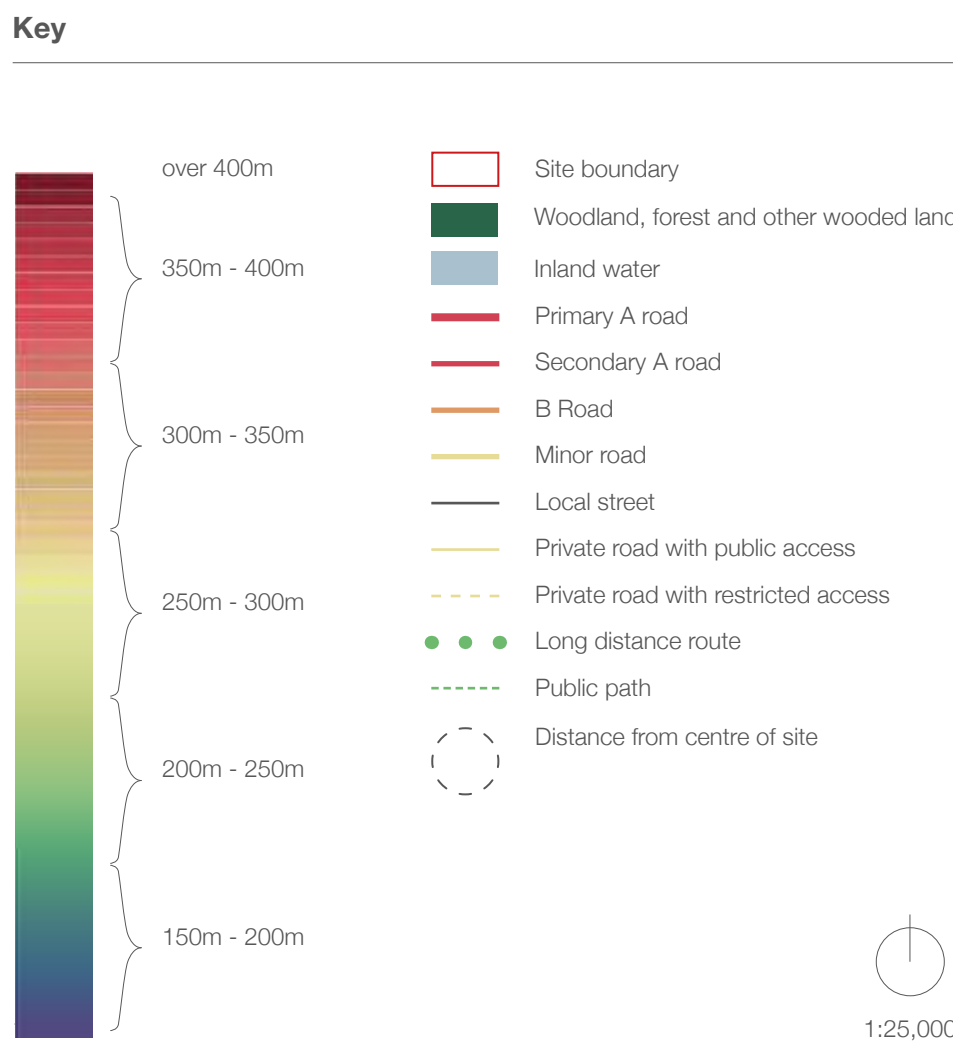 Key
over 400m
350m - 400m
300m - 350m
250m - 300m
200m - 250m
150m - 200m
Site boundary
Woodland, forest and other wooded land
Inland water
Primary A road
Secondary A road
B Road
Minor road
Local street
Private road with public access
Private road with restricted access
Long distance route
Public path
Distance from centre of site
1:25,000